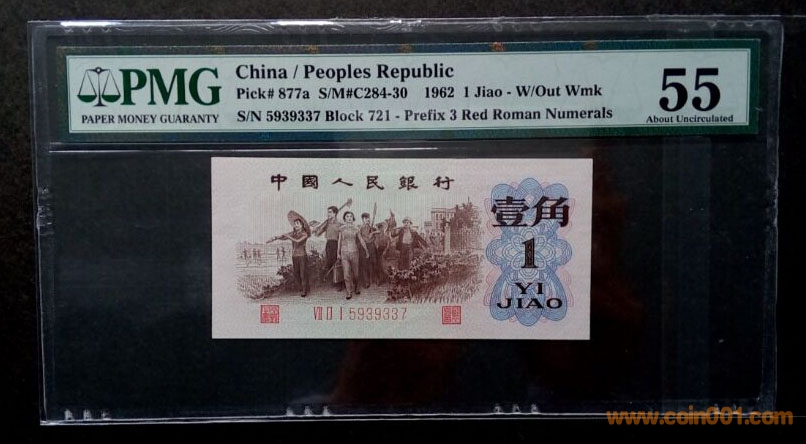 PMG
PAPER MONEY GUARANTY
China / Peoples Republic
Pick# 877a S/M#C284-30 1962 1 Jiao - W/Out Wmk
S/N 5939337 Block 721 - Prefix 3 Red Roman Numerals
55
About Uncirculated
中國人民銀行
壹角
1
YI
JIAO
VII II I 5939337
www.coin001.com